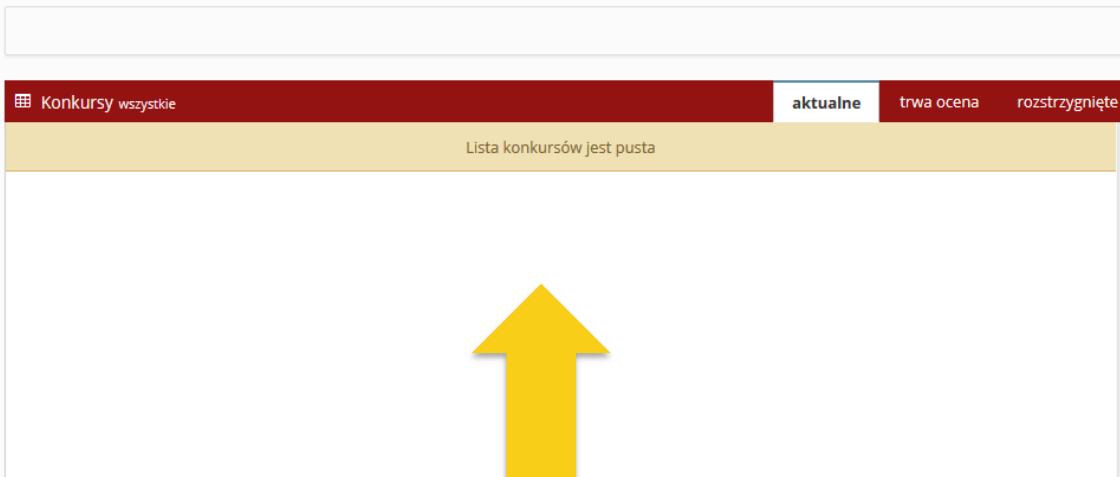 Konkursy wszystkie
aktualne
trwa ocena
rozstrzygnięte
Lista konkursów jest pusta